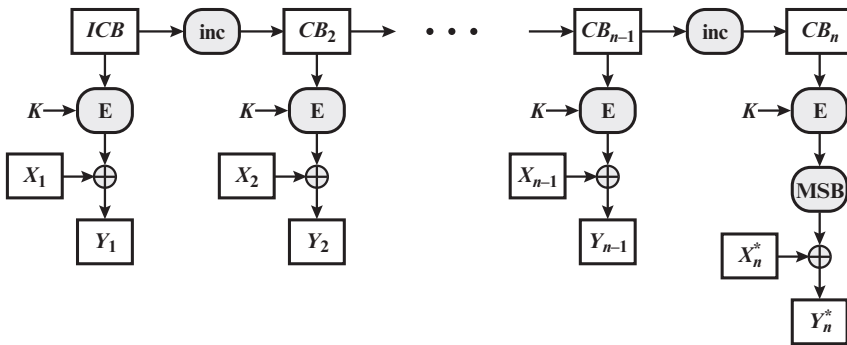 ICB inc CB₂ • • • CBₙ₋₁ inc CBₙ
K E K E K E K E
X₁ X₂ Xₙ₋₁ MSB
Y₁ Y₂ Yₙ₋₁ Xₙ*
Yₙ*